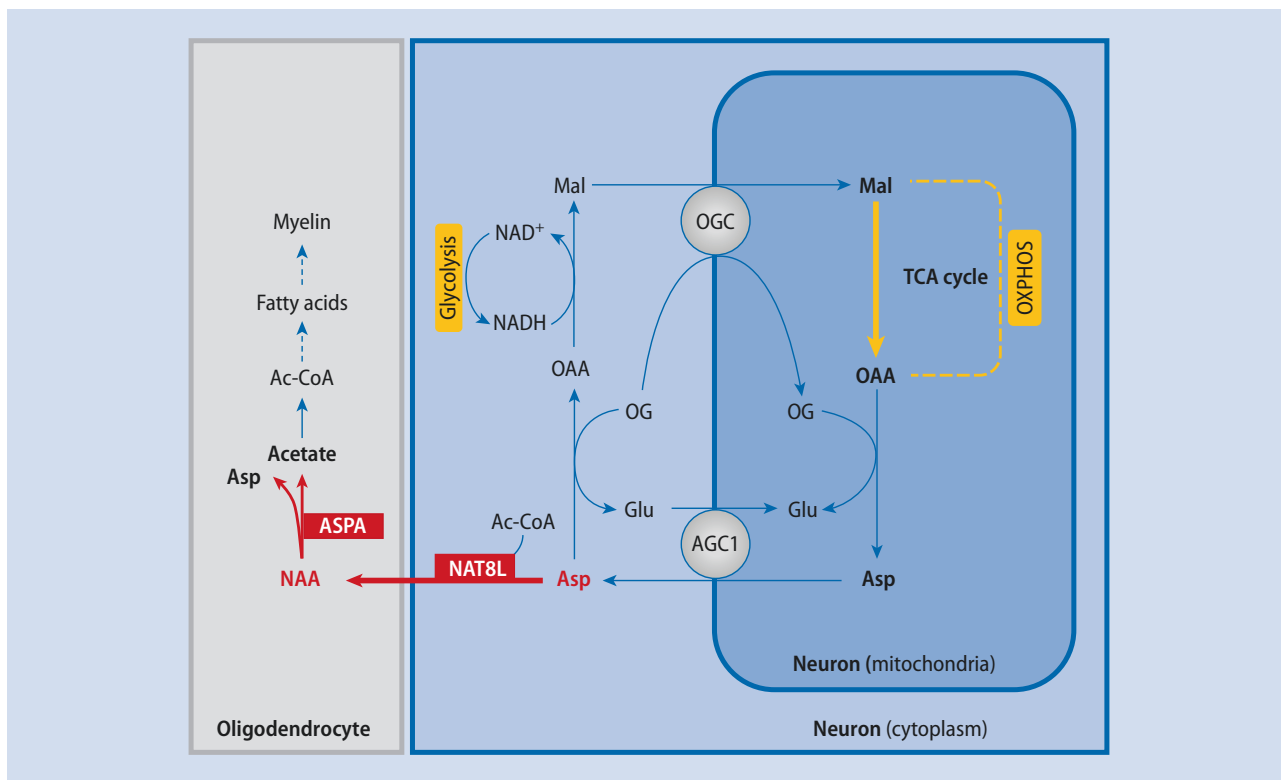 Myelin
Fatty acids
Ac-CoA
Acetate
Asp
ASPA
NAA
Oligodendrocyte
Mal
NAD⁺
Glycolysis
NADH
OAA
OG
Glu
Ac-CoA
NAT8L
Asp
OGC
AGC1
Mal
TCA cycle
OXPHOS
OAA
OG
Glu
Asp
Neuron (mitochondria)
Neuron (cytoplasm)